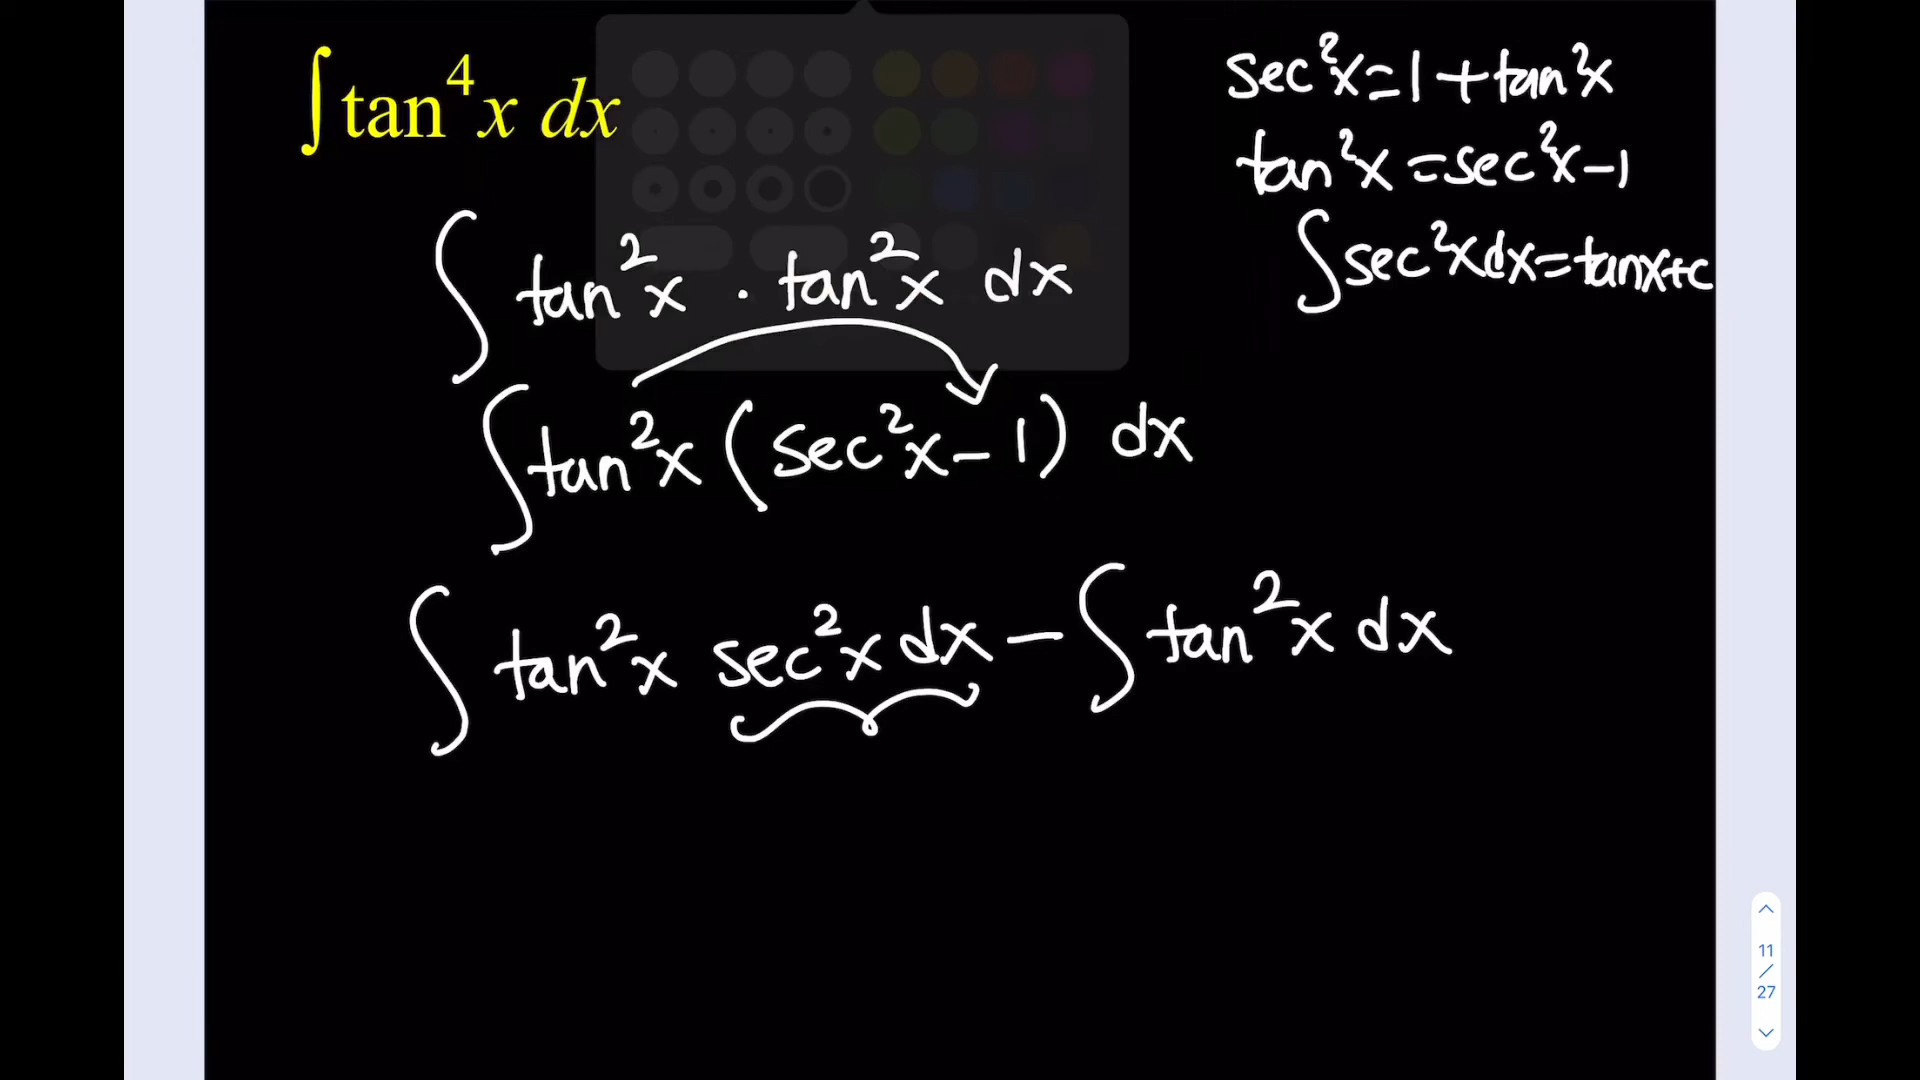 ∫ tan⁴x dx
sec²x = 1 + tan²x
tan²x = sec²x − 1
∫ sec²x dx = tanx + c
∫ tan²x · tan²x dx
∫ tan²x (sec²x − 1) dx
∫ tan²x sec²x dx − ∫ tan²x dx
11
/
27